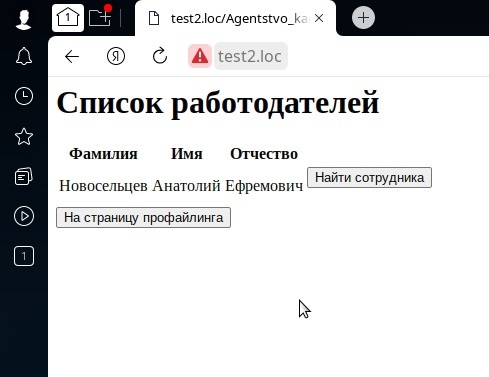 1
test2.loc/Agentstvo_ka
Я
test2.loc
Список работодателей
Фамилия Имя Отчество
Новосельцев Анатолий Ефремович Найти сотрудника
На страницу профайлинга
1